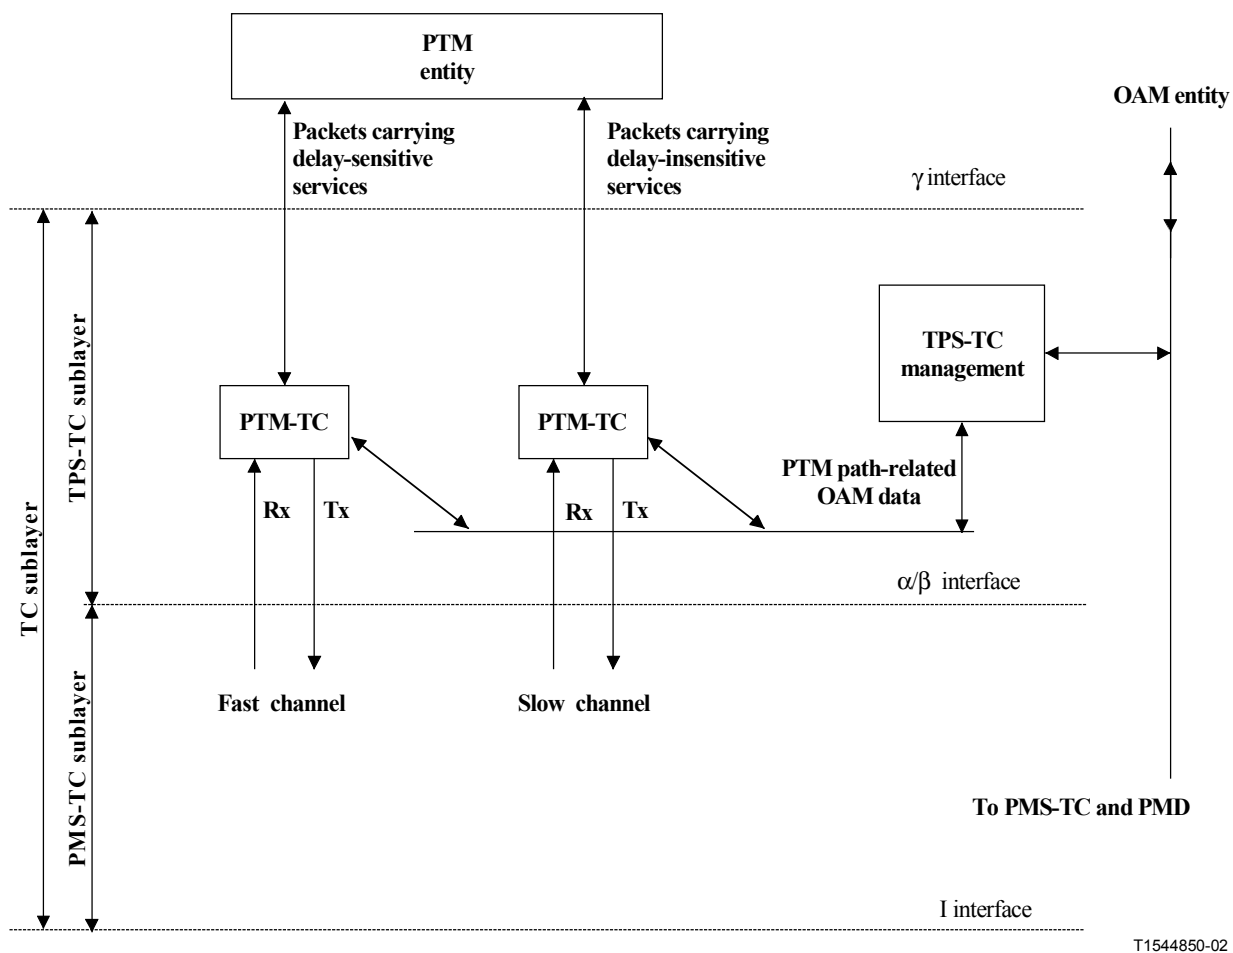 PTM
entity
OAM entity
Packets carrying
delay-sensitive
services
Packets carrying
delay-insensitive
services
γ interface
TPS-TC
management
PTM-TC
PTM-TC
PTM path-related
OAM data
Rx
Tx
Rx
Tx
α/β interface
TC sublayer
TPS-TC sublayer
PMS-TC sublayer
Fast channel
Slow channel
To PMS-TC and PMD
I interface
T1544850-02